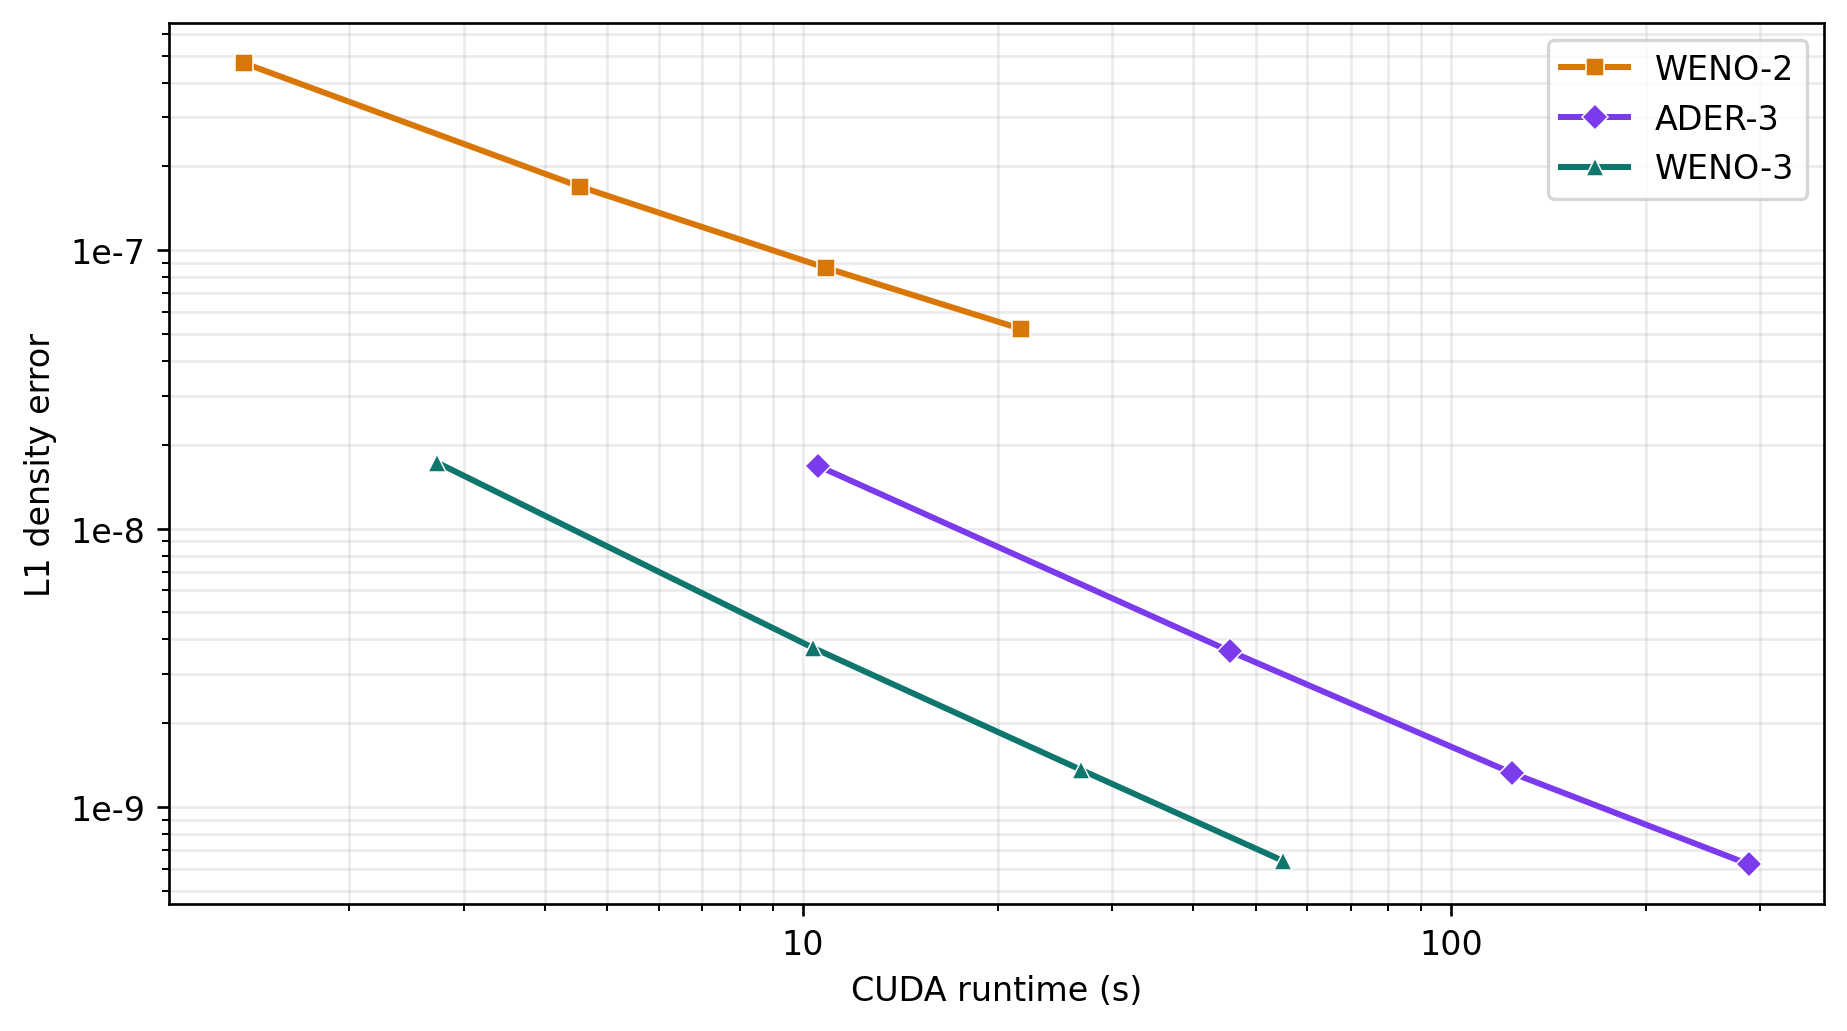 WENO-2
ADER-3
WENO-3
1e-7
1e-8
1e-9
L1 density error
10
100
CUDA runtime (s)